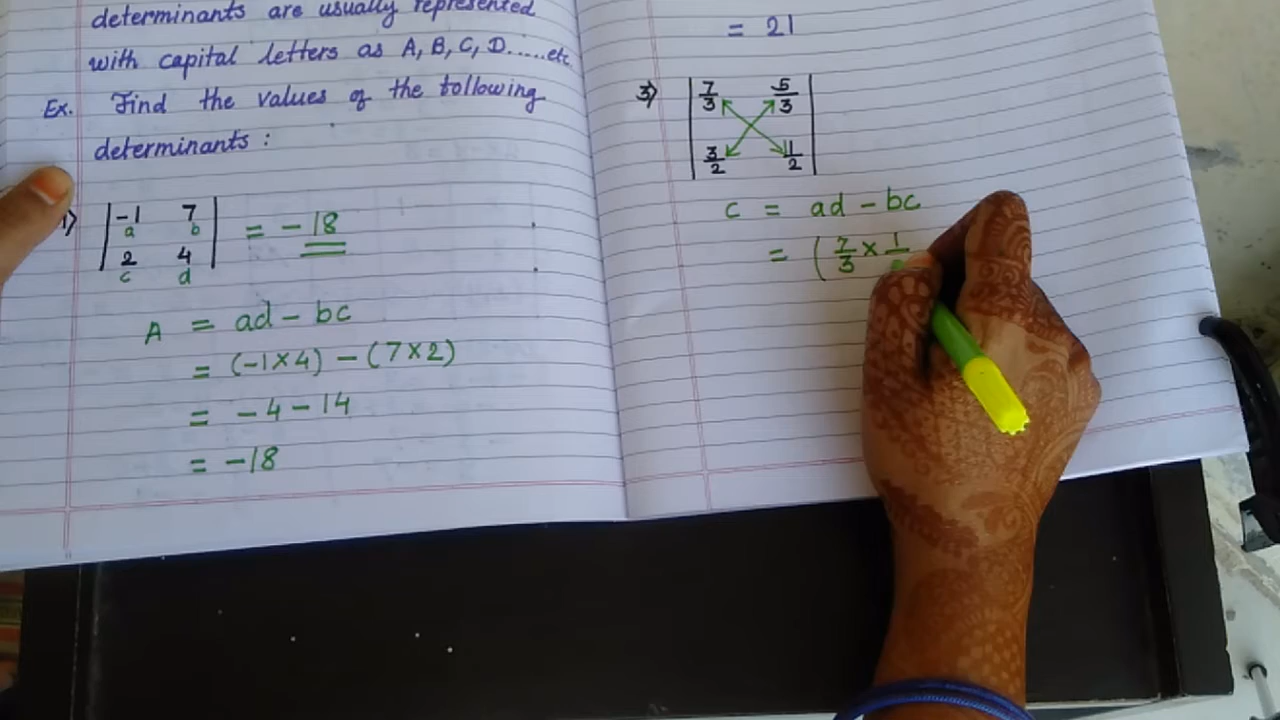 determinants are usually represented
with capital letters as A, B, C, D......etc
Ex. Find the values of the following
determinants :
1) | -1 7 | = -18
a b
2 4
c d
A = ad - bc
= (-1×4) - (7×2)
= -4 - 14
= -18
= 21
3) | 7/3 5/3 |
| 3/2 1/2 |
C = ad - bc
= ( 7/3 × 1/